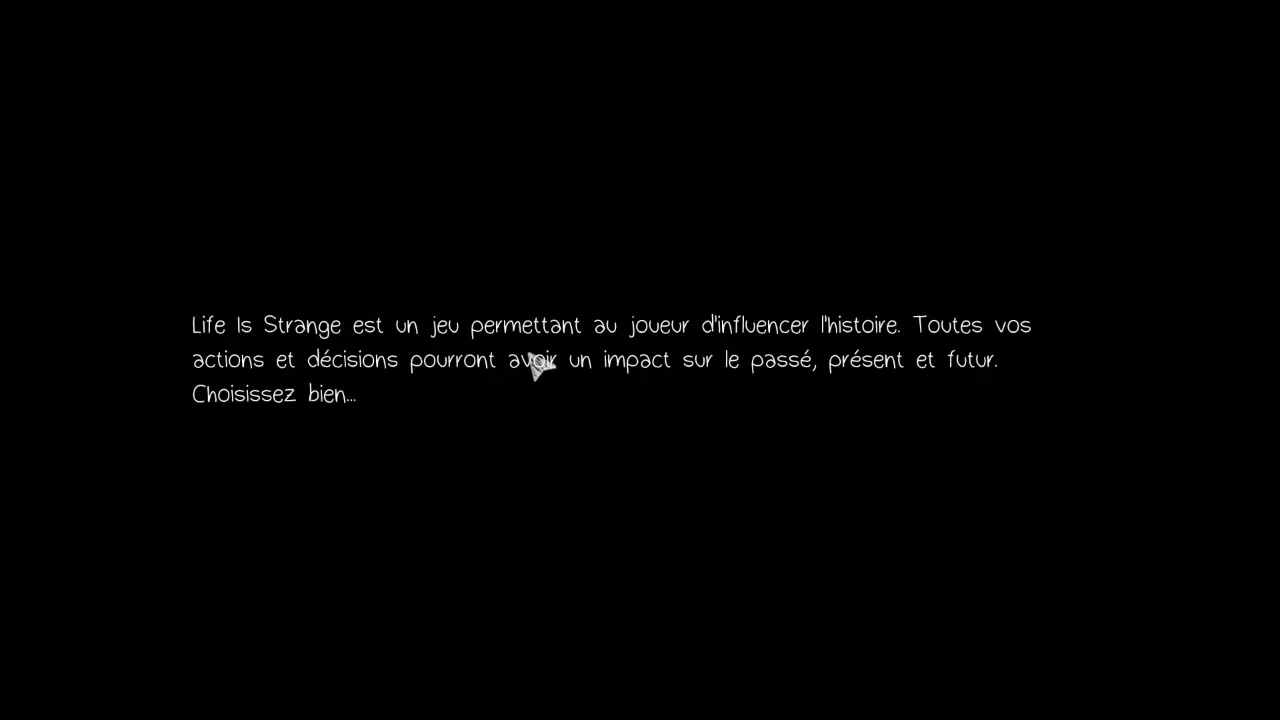 Life Is Strange est un jeu permettant au joueur d'influencer l'histoire. Toutes vos
actions et décisions pourront avoir un impact sur le passé, présent et futur.
Choisissez bien...